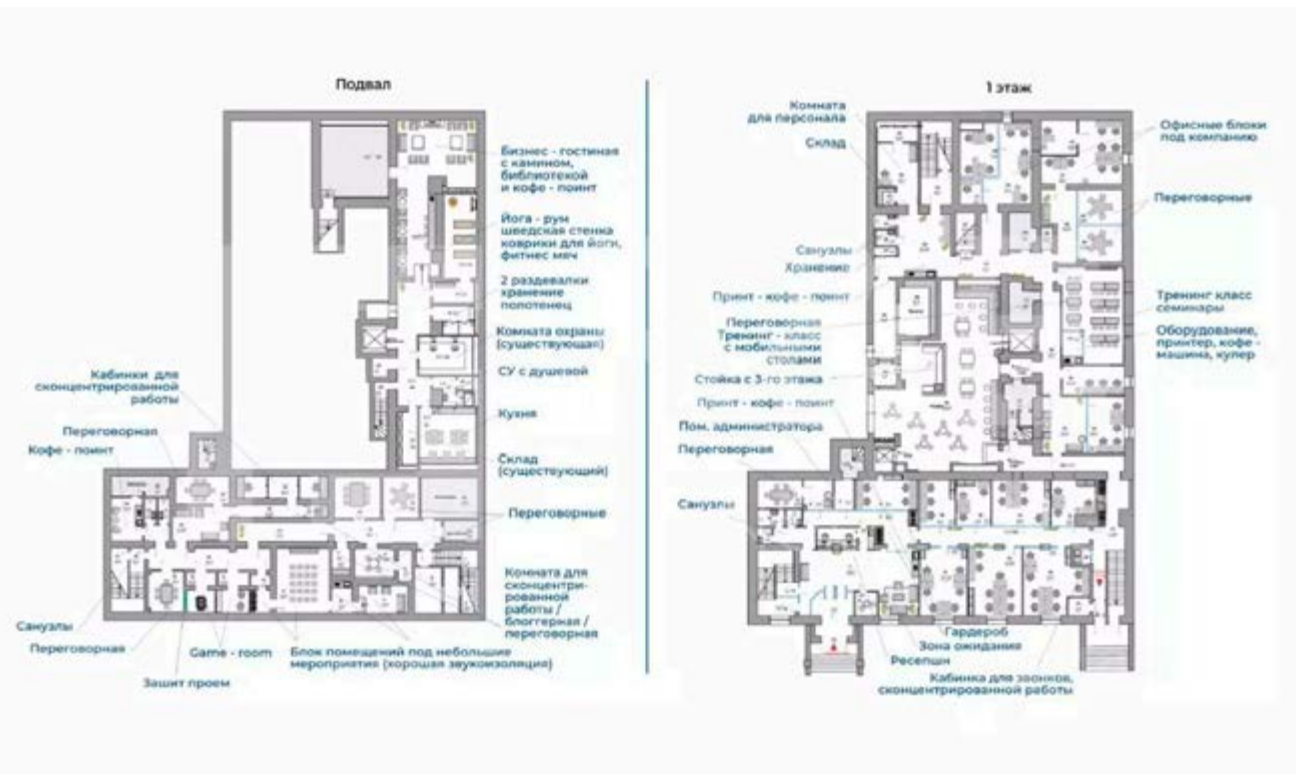 Подвал
Бизнес - гостиная
с камином,
библиотекой
и кофе - поинт
Йога - рум
шведская стенка
коврики для йоги,
фитнес мяч
2 раздевалки
хранение
полотенец
Комната охраны
(существующая)
СУ с душевой
Кухня
Склад
(существующий)
Переговорные
Комната для
сконцентри-
рованной
работы /
блоггерная /
переговорная
Кабинки для
сконцентрированной
работы
Переговорная
Кофе - поинт
Санузлы
Переговорная
Зашит проем
Game - room
Блок помещений под небольшие
мероприятия (хорошая звукоизоляция)
1 этаж
Комната
для персонала
Склад
Санузлы
Хранение
Принт - кофе - поинт
Переговорная
Тренинг - класс
с мобильными
столами
Стойка с 3-го этажа
Принт - кофе - поинт
Пом. администратора
Переговорная
Санузлы
Офисные блоки
под компанию
Переговорные
Тренинг класс
семинары
Оборудование,
принтер, кофе -
машина, кулер
Гардероб
Зона ожидания
Ресепшн
Кабинка для звонков,
сконцентрированной работы